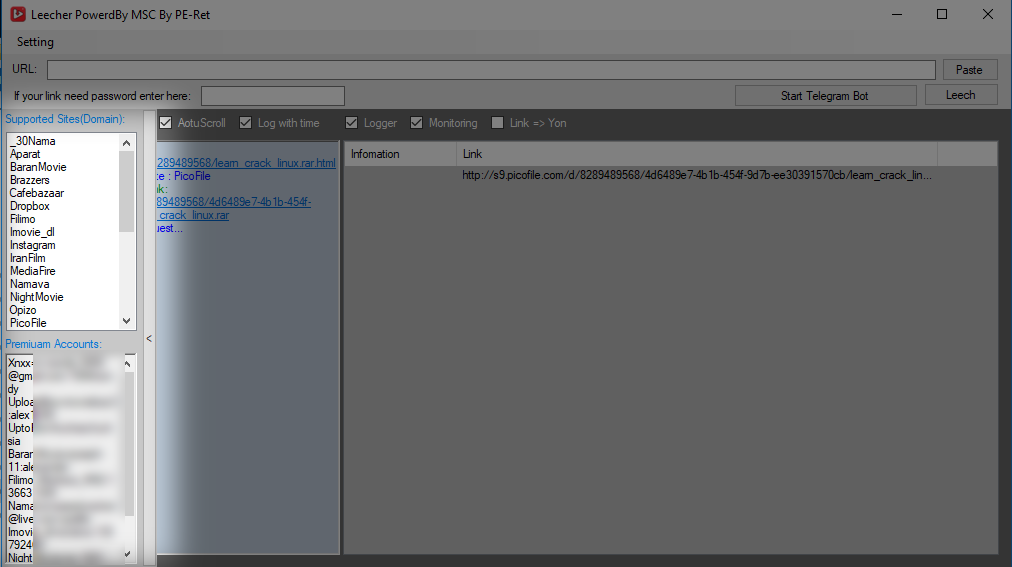 Leecher PowerdBy MSC By PE-Ret
Setting
URL:
Paste
If your link need password enter here:
Start Telegram Bot
Leech
Supported Sites(Domain):
AotuScroll
Log with time
Logger
Monitoring
Link => Yon
_30Nama
Aparat
BaranMovie
Brazzers
Cafebazaar
Dropbox
Filimo
Imovie_dl
Instagram
IranFilm
MediaFire
Namava
NightMovie
Opizo
PicoFile
<
8289489568/learn_crack_linux.rar.html
: PicoFile
nk:
89489568/4d6489e7-4b1b-454f-
_crack_linux.rar
uest...
Infomation
Link
http://s9.picofile.com/d/8289489568/4d6489e7-4b1b-454f-9d7b-ee30391570cb/learn_crack_lin...
Premiuam Accounts:
Xnxx
@gm
dy
Uploa
:alex
Upto
sia
Bara
11:ale
Filimo
3663
Nama
@live
Imovi
7924
Night